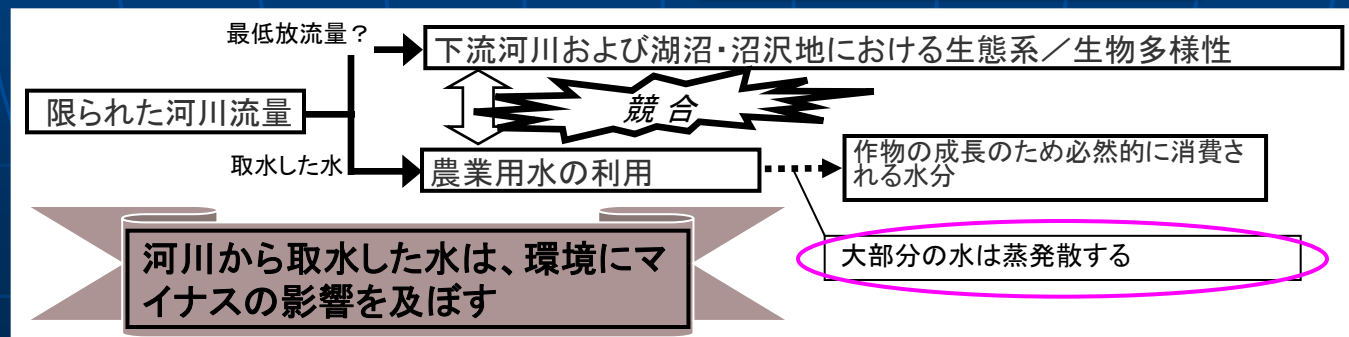 最低放流量？
下流河川および湖沼・沼沢地における生態系／生物多様性
限られた河川流量
競合
取水した水
農業用水の利用
作物の成長のため必然的に消費さ
れる水分
大部分の水は蒸発散する
河川から取水した水は、環境にマ
イナスの影響を及ぼす